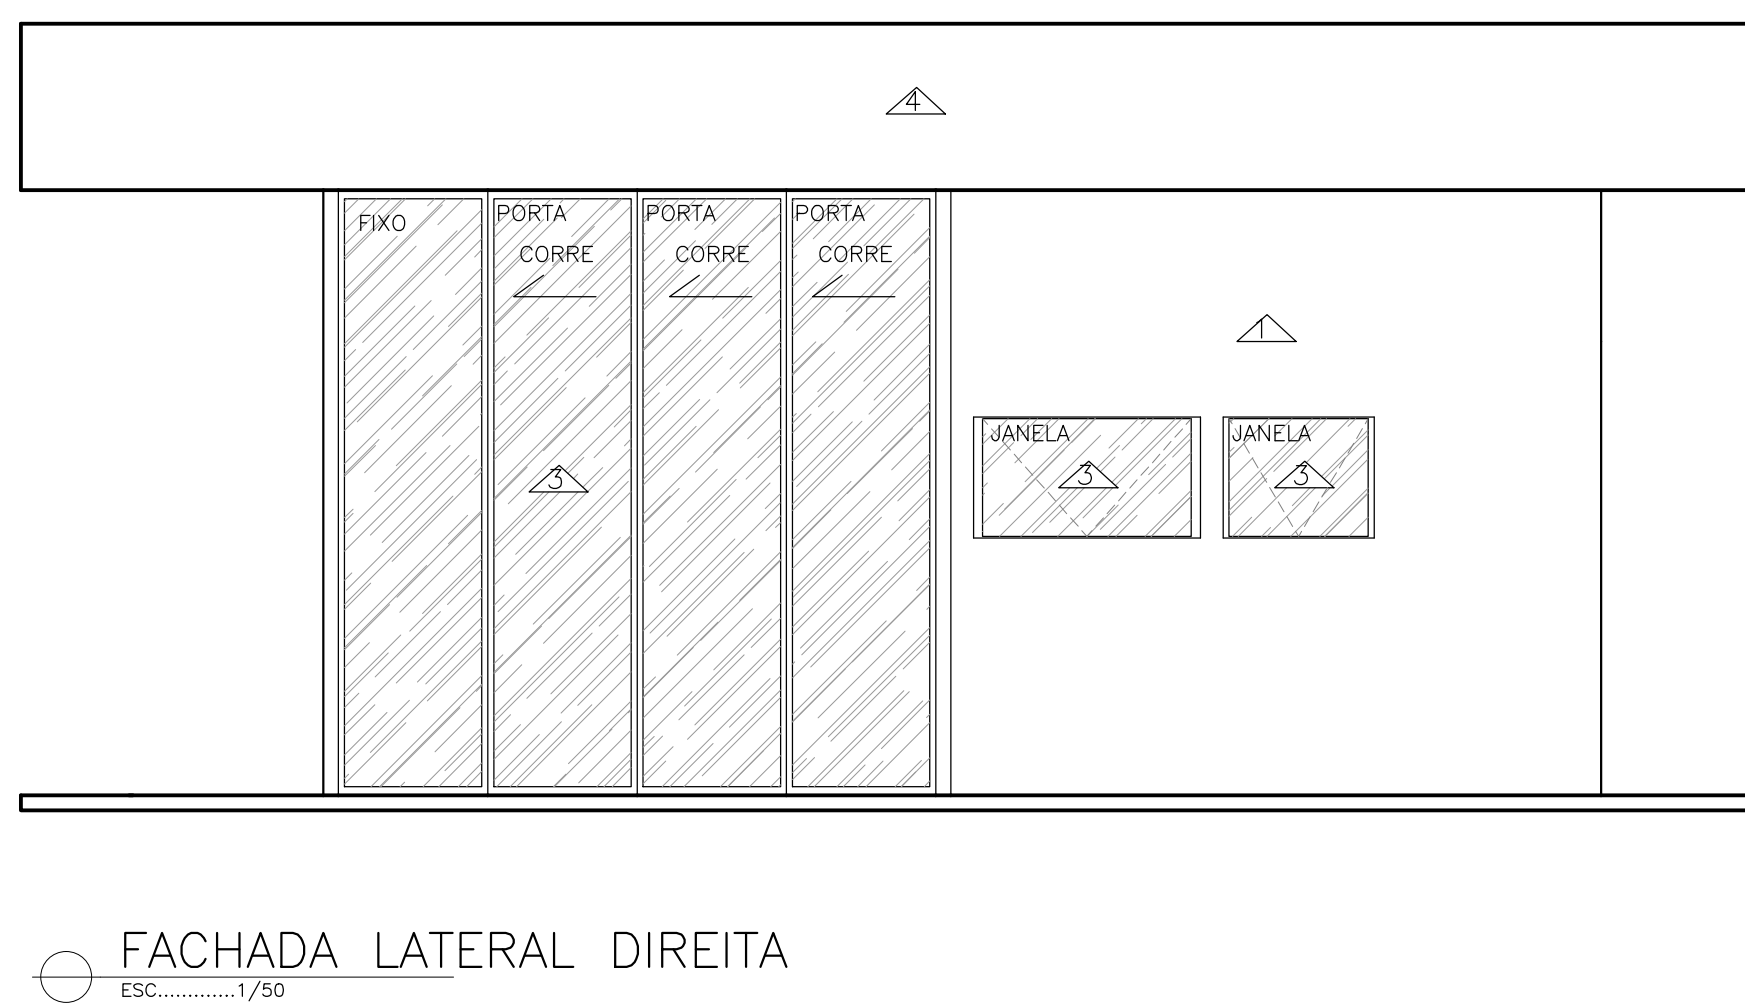 4
FIXO
PORTA
PORTA
PORTA
CORRE
CORRE
CORRE
1
JANELA
JANELA
3
3
3
FACHADA LATERAL DIREITA
ESC.............1/50